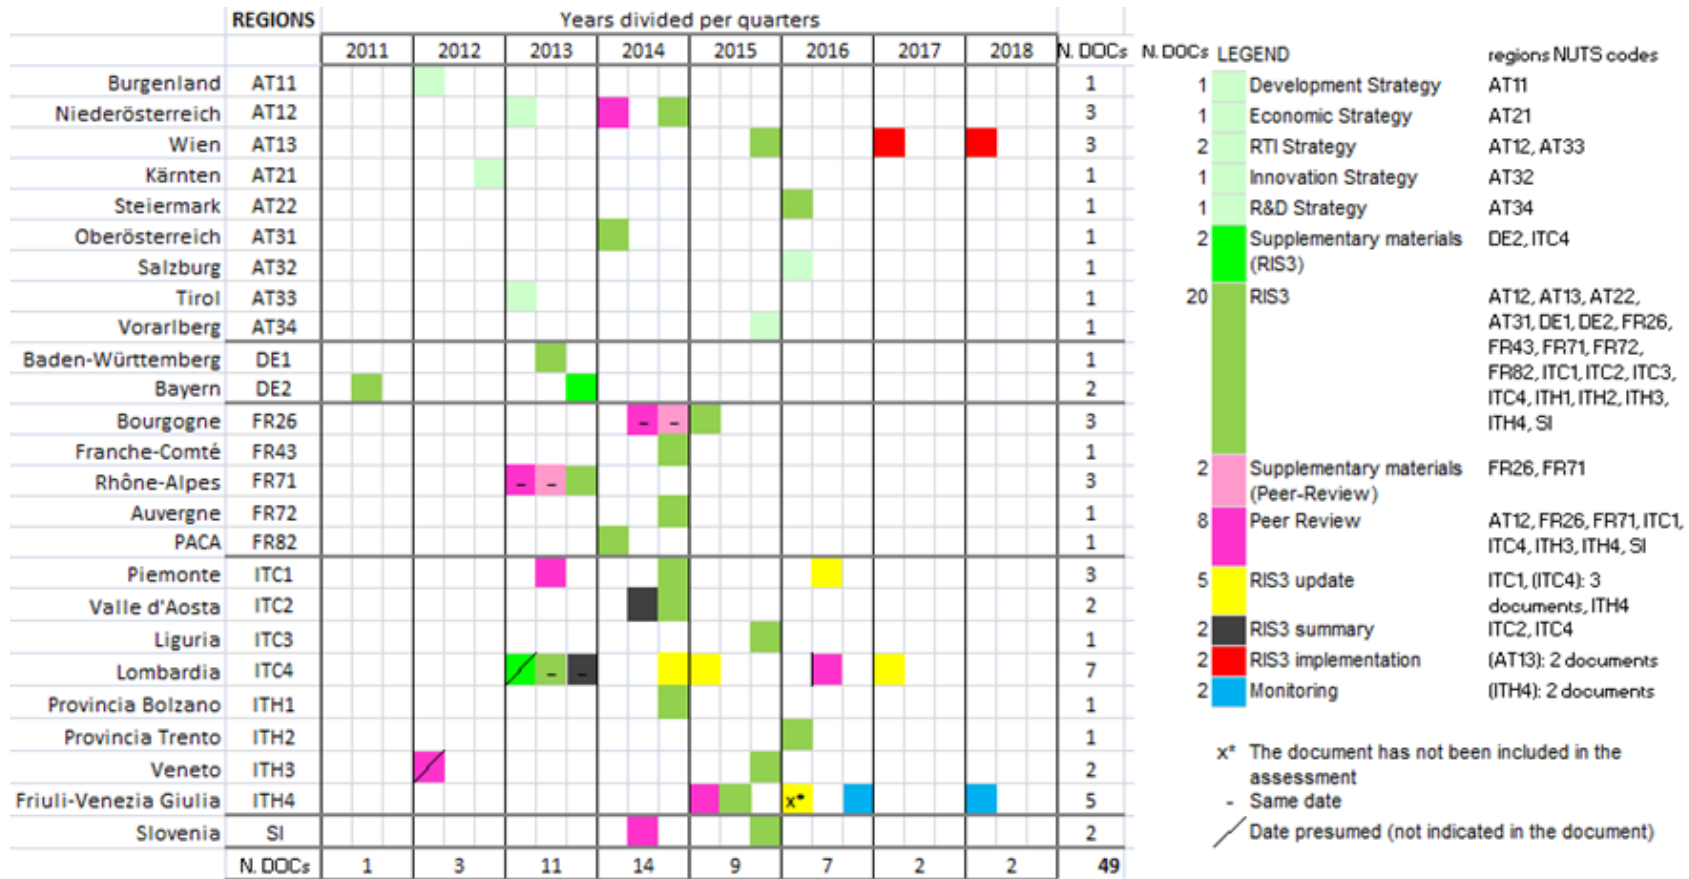 REGIONS Years divided per quarters
2011 2012 2013 2014 2015 2016 2017 2018 N. DOCs
Burgenland AT11 1
Niederösterreich AT12 3
Wien AT13 3
Kärnten AT21 1
Steiermark AT22 1
Oberösterreich AT31 1
Salzburg AT32 1
Tirol AT33 1
Vorarlberg AT34 1
Baden-Württemberg DE1 1
Bayern DE2 2
Bourgogne FR26 - - 3
Franche-Comté FR43 1
Rhône-Alpes FR71 - - 3
Auvergne FR72 1
PACA FR82 1
Piemonte ITC1 3
Valle d'Aosta ITC2 2
Liguria ITC3 1
Lombardia ITC4 - - 7
Provincia Bolzano ITH1 1
Provincia Trento ITH2 1
Veneto ITH3 2
Friuli-Venezia Giulia ITH4 x* 5
Slovenia SI 2
N. DOCs 1 3 11 14 9 7 2 2 49
N. DOCs LEGEND regions NUTS codes
1 Development Strategy AT11
1 Economic Strategy AT21
2 RTI Strategy AT12, AT33
1 Innovation Strategy AT32
1 R&D Strategy AT34
2 Supplementary materials DE2, ITC4
(RIS3)
20 RIS3 AT12, AT13, AT22,
AT31, DE1, DE2, FR26,
FR43, FR71, FR72,
FR82, ITC1, ITC2, ITC3,
ITC4, ITH1, ITH2, ITH3,
ITH4, SI
2 Supplementary materials FR26, FR71
(Peer-Review)
8 Peer Review AT12, FR26, FR71, ITC1,
ITC4, ITH3, ITH4, SI
5 RIS3 update ITC1, (ITC4): 3
documents, ITH4
2 RIS3 summary ITC2, ITC4
2 RIS3 implementation (AT13): 2 documents
2 Monitoring (ITH4): 2 documents
x* The document has not been included in the
assessment
- Same date
Date presumed (not indicated in the document)